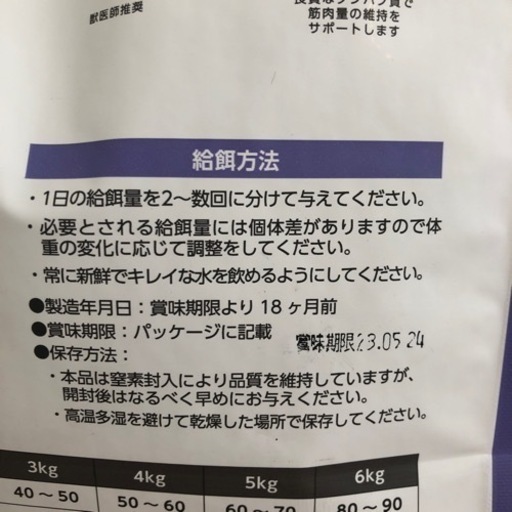 獣医師推奨
筋肉量の維持を
サポートします
給餌方法
・1日の給餌量を2〜数回に分けて与えてください。
・必要とされる給餌量には個体差がありますので体
重の変化に応じて調整をしてください。
・常に新鮮でキレイな水を飲めるようにしてください。
●製造年月日：賞味期限より18ヶ月前
●賞味期限：パッケージに記載 賞味期限23.05.24
●保存方法：
・本品は窒素封入により品質を維持していますが、
開封後はなるべく早めにお与えください。
・高温多湿を避けて乾燥した場所で保存してください。
3kg 4kg 5kg 6kg
40〜50 50〜60 60〜70 80〜90